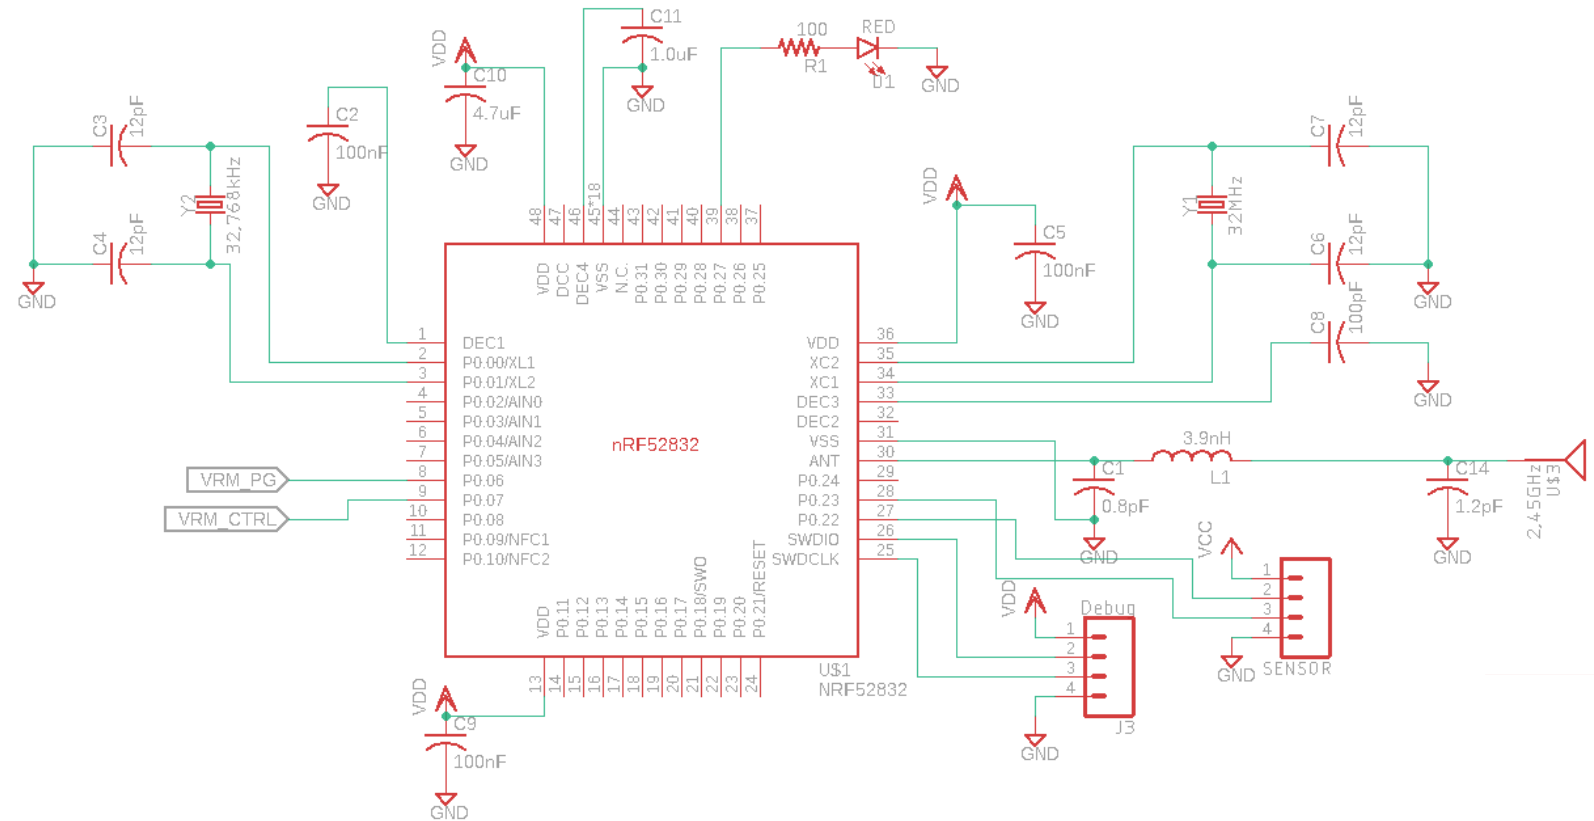 C11
1.0uF
GND
VDD
C10
4.7uF
GND
100
R1
RED
D1
GND
C3
12pF
C4
12pF
GND
Y2
32,768kHz
C2
100nF
GND
48
47
46
45*18
44
43
42
41
40
39
38
37
VDD
DCC
DEC4
VSS
N.C.
P0.31
P0.30
P0.29
P0.28
P0.27
P0.26
P0.25
VDD
C5
100nF
GND
Y1
32MHz
C7
12pF
C6
12pF
GND
C8
100pF
GND
1
2
3
4
5
6
7
8
9
10
11
12
DEC1
P0.00/XL1
P0.01/XL2
P0.02/AIN0
P0.03/AIN1
P0.04/AIN2
P0.05/AIN3
P0.06
P0.07
P0.08
P0.09/NFC1
P0.10/NFC2
VRM_PG
VRM_CTRL
nRF52832
VDD
XC2
XC1
DEC3
DEC2
VSS
ANT
P0.24
P0.23
P0.22
SWDIO
SWDCLK
36
35
34
33
32
31
30
29
28
27
26
25
C1
0.8pF
GND
3.9nH
L1
C14
1.2pF
GND
2,45GHz
U$3
VCC
1
2
3
4
GND
SENSOR
VDD
Debug
1
2
3
4
GND
J3
VDD
P0.11
P0.12
P0.13
P0.14
P0.15
P0.16
P0.17
P0.18/SWO
P0.19
P0.20
P0.21/RESET
13
14
15
16
17
18
19
20
21
22
23
24
U$1
NRF52832
VDD
C9
100nF
GND